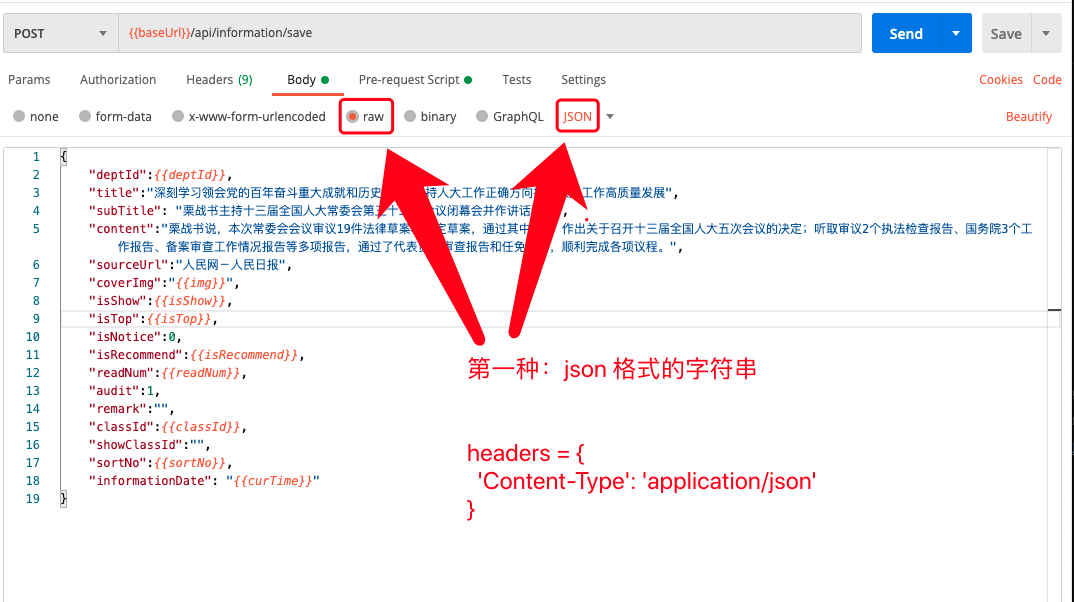 POST {{baseUrl}}/api/information/save Send Save
Params Authorization Headers (9) Body Pre-request Script Tests Settings Cookies Code
none form-data x-www-form-urlencoded raw binary GraphQL JSON Beautify
1 {
2 "deptId":{{deptId}},
3 "title":"深刻学习领会党的百年奋斗重大成就和历史 持人大工作正确方向 工作高质量发展",
4 "subTitle": "栗战书主持十三届全国人大常委会第三十 议闭幕会并作讲话 ,
5 "content":"栗战书说，本次常委会会议审议19件法律草案 定草案，通过其中 作出关于召开十三届全国人大五次会议的决定；听取审议2个执法检查报告、国务院3个工
作报告、备案审查工作情况报告等多项报告，通过了代表 审查报告和任免 ，顺利完成各项议程。",
6 "sourceUrl":"人民网－人民日报",
7 "coverImg":"{{img}}",
8 "isShow":{{isShow}},
9 "isTop":{{isTop}},
10 "isNotice":0,
11 "isRecommend":{{isRecommend}},
12 "readNum":{{readNum}},
13 "audit":1,
14 "remark":"",
15 "classId":{{classId}},
16 "showClassId":"",
17 "sortNo":{{sortNo}},
18 "informationDate": "{{curTime}}"
19 }
第一种：json 格式的字符串
headers = {
'Content-Type': 'application/json'
}